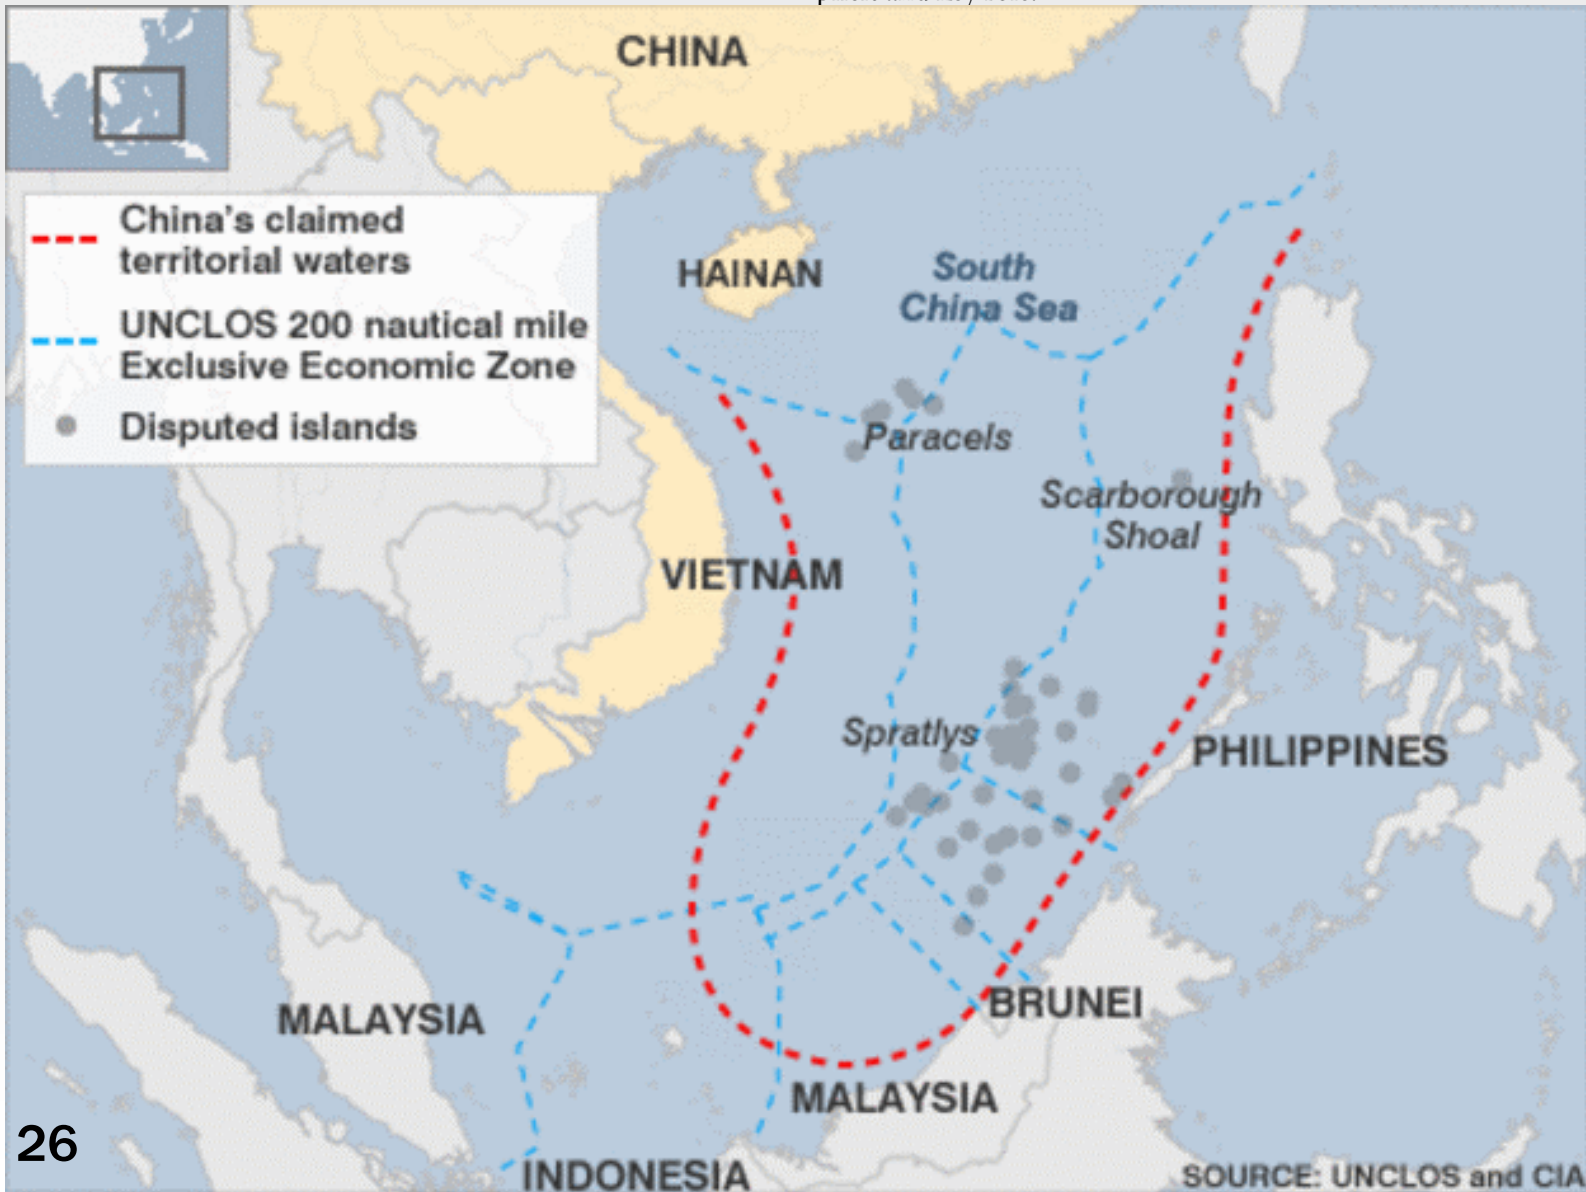 CHINA
China's claimed
territorial waters
UNCLOS 200 nautical mile
Exclusive Economic Zone
Disputed islands
HAINAN
South
China Sea
Paracels
Scarborough
Shoal
VIETNAM
Spratlys
PHILIPPINES
BRUNEI
MALAYSIA
MALAYSIA
26
INDONESIA
SOURCE: UNCLOS and CIA